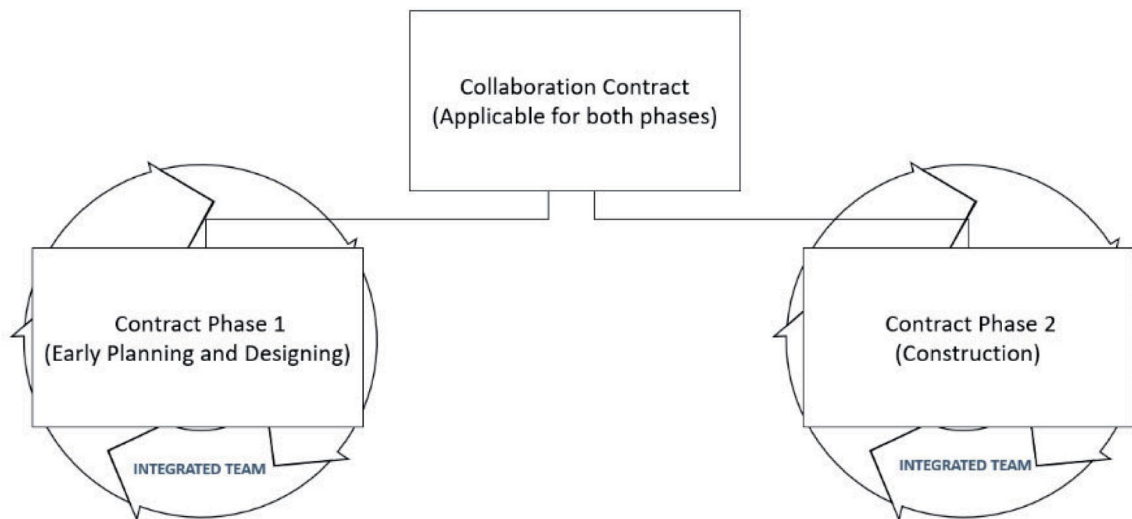 Collaboration Contract
(Applicable for both phases)
Contract Phase 1
(Early Planning and Designing)
INTEGRATED TEAM
Contract Phase 2
(Construction)
INTEGRATED TEAM